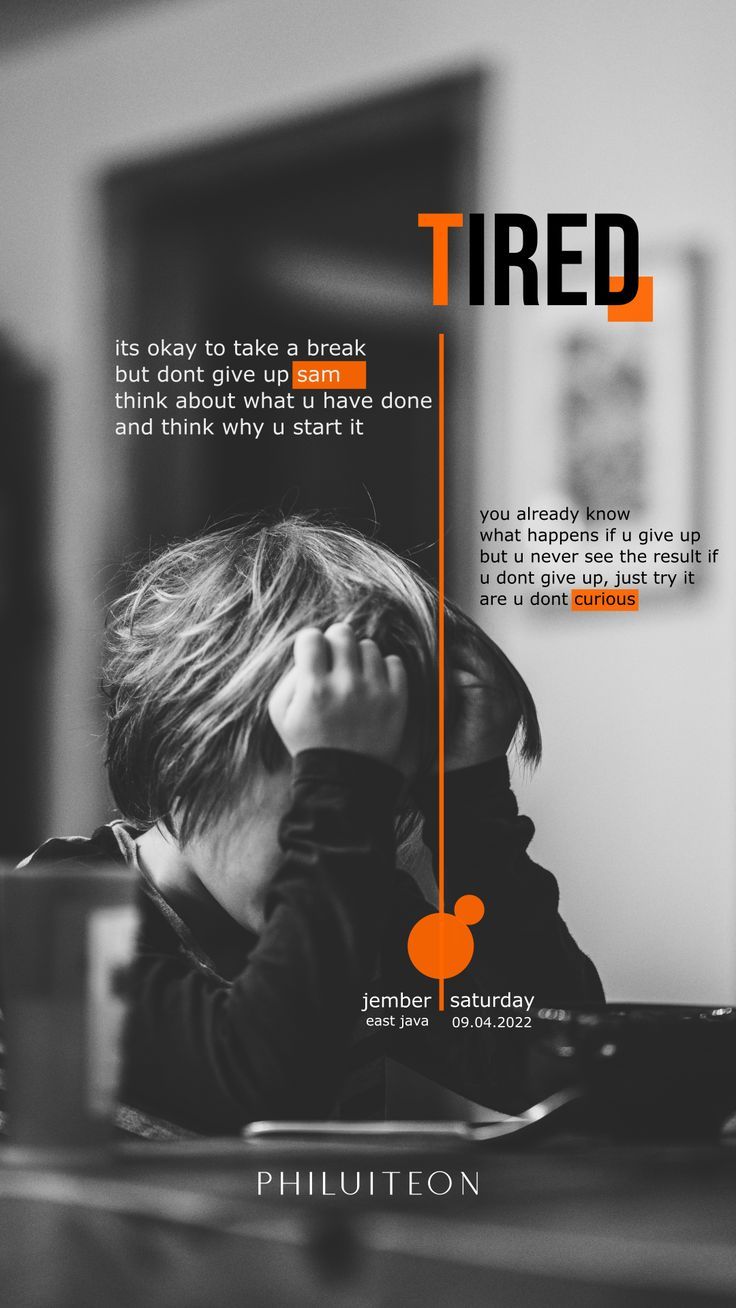 TIRED
its okay to take a break
but dont give up sam
think about what u have done
and think why u start it
you already know
what happens if u give up
but u never see the result if
u dont give up, just try it
are u dont curious
jember
east java
saturday
09.04.2022
PHILUITEON